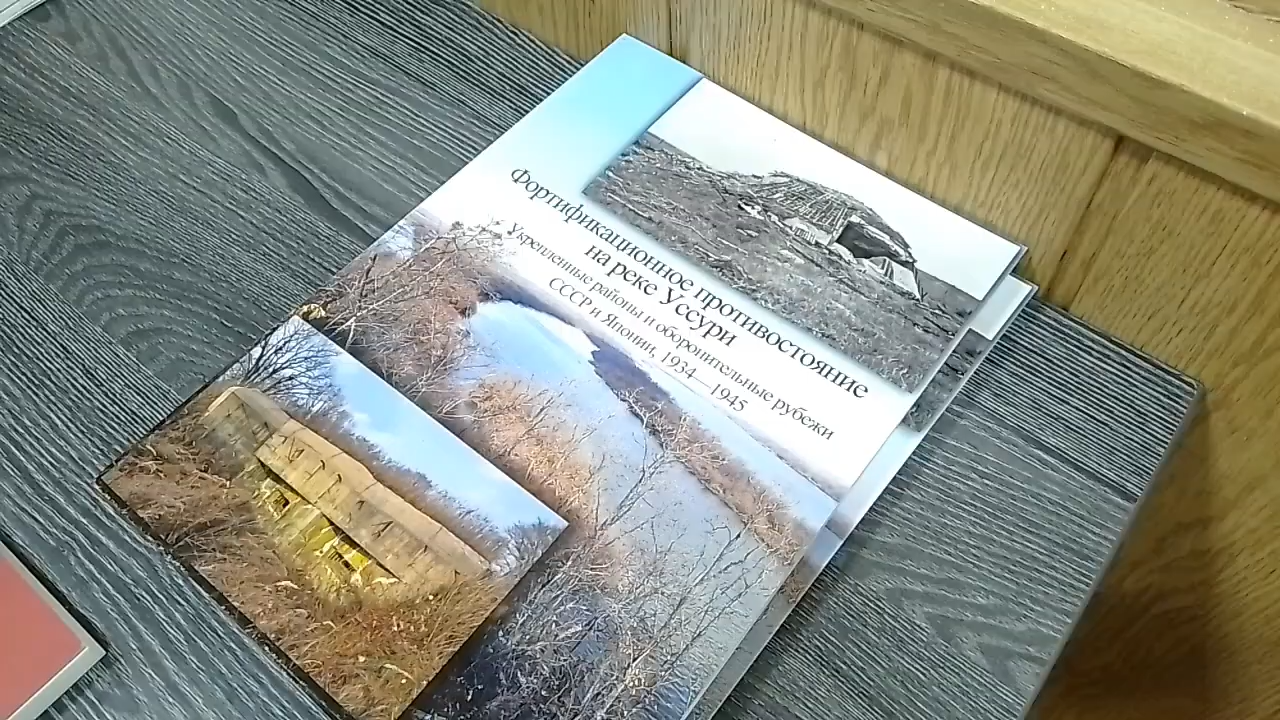 Фортификационное противостояние
на реке Уссури
Укрепленные районы и оборонительные рубежи
СССР и Японии, 1934—1945